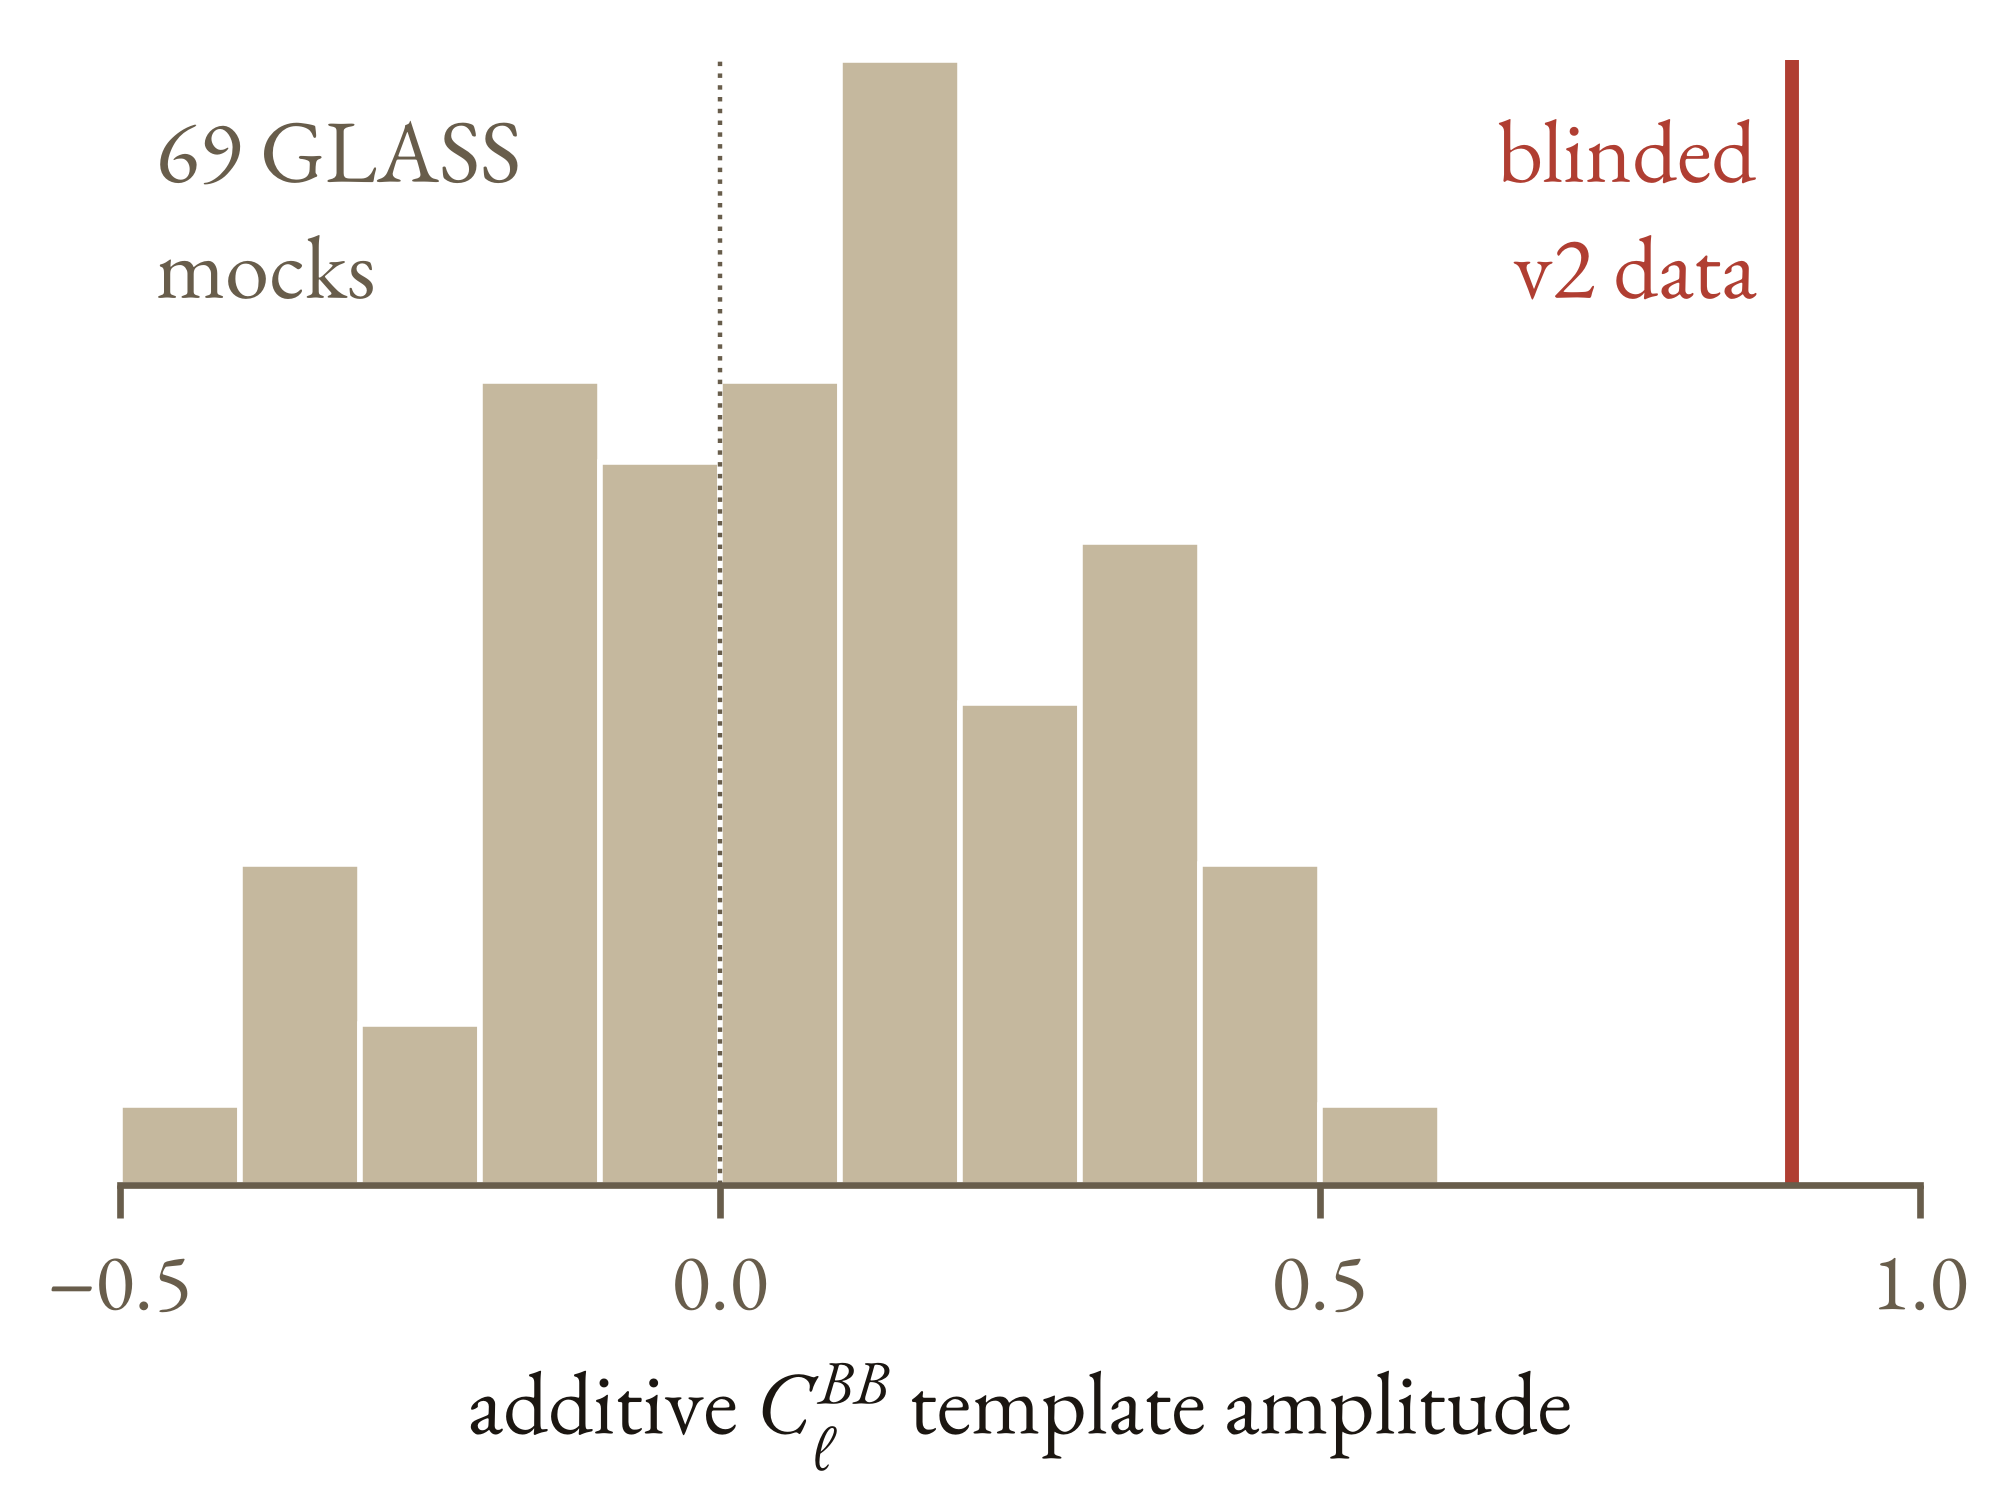 69 GLASS
mocks
blinded
v2 data
−0.5 0.0 0.5 1.0
additive $C_\ell^{BB}$ template amplitude